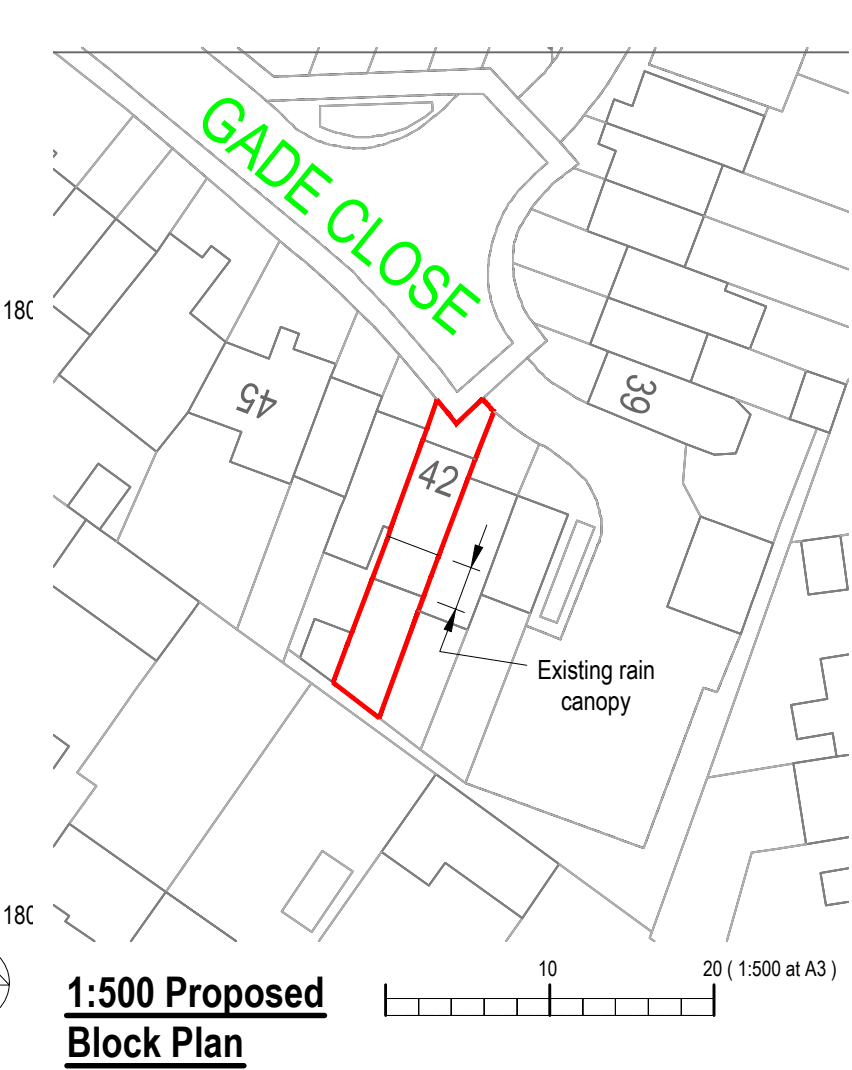 GADE CLOSE
180
45
39
42
Existing rain
canopy
180
1:500 Proposed
Block Plan
10
20 ( 1:500 at A3 )